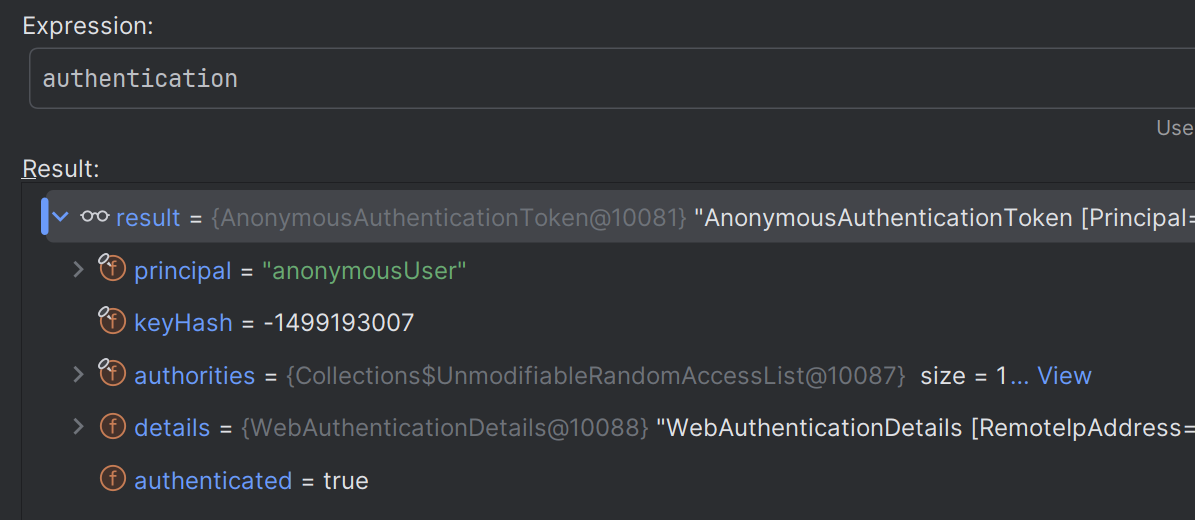 Expression:
authentication
Use
Result:
result = {AnonymousAuthenticationToken@10081} "AnonymousAuthenticationToken [Principal=
principal = "anonymousUser"
keyHash = -1499193007
authorities = {Collections$UnmodifiableRandomAccessList@10087} size = 1... View
details = {WebAuthenticationDetails@10088} "WebAuthenticationDetails [RemoteIpAddress=
authenticated = true